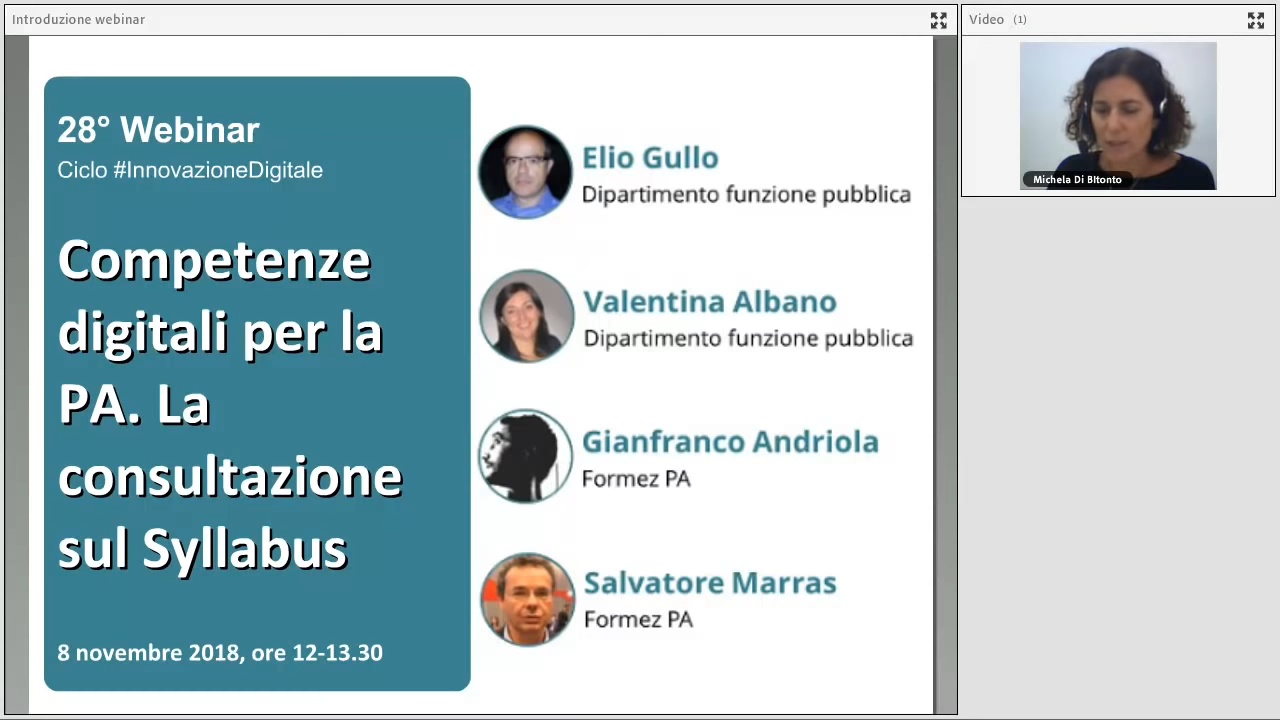 Introduzione webinar
28° Webinar
Ciclo #InnovazioneDigitale
Competenze
digitali per la
PA. La
consultazione
sul Syllabus
8 novembre 2018, ore 12-13.30
Elio Gullo
Dipartimento funzione pubblica
Valentina Albano
Dipartimento funzione pubblica
Gianfranco Andriola
Formez PA
Salvatore Marras
Formez PA
Video (1)
Michela Di BItonto